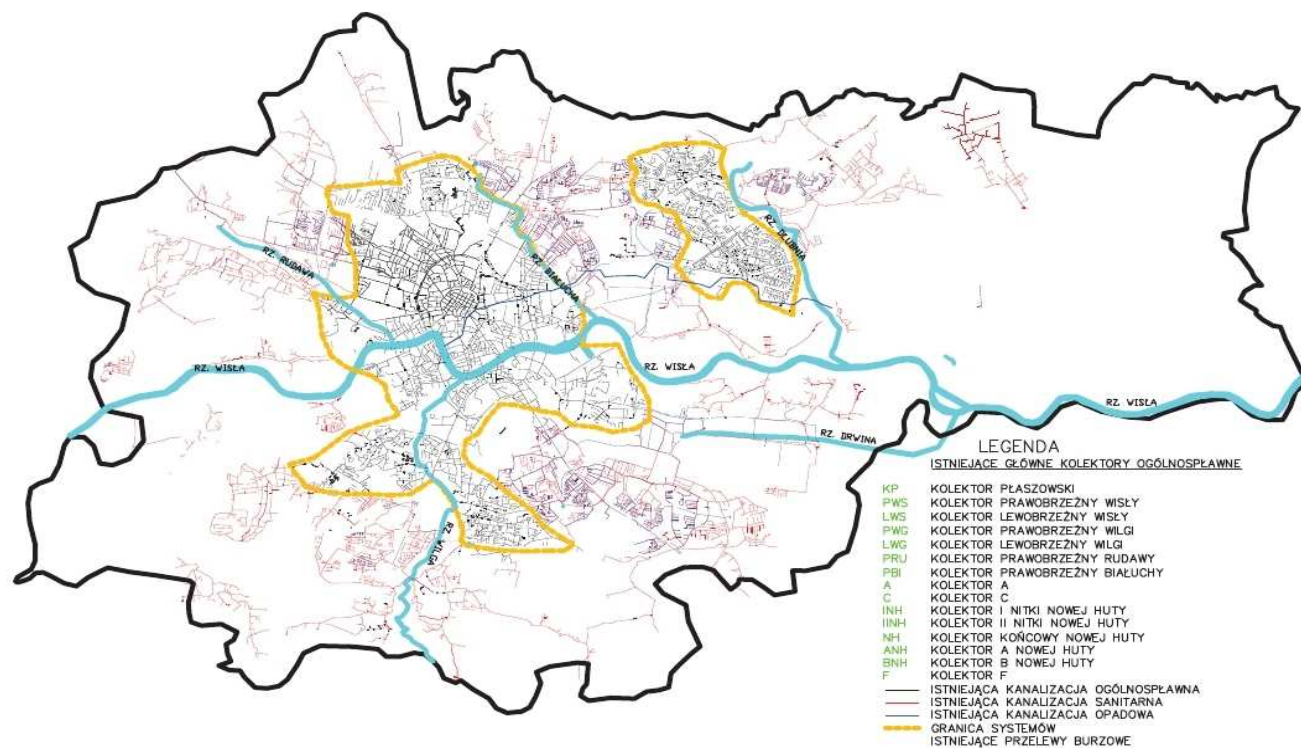 RZ. DŁUBNIA
RZ. RUDAWA
RZ. BIAŁUCHA
RZ. WISŁA
RZ. WISŁA
RZ. WISŁA
RZ. DRWINA
RZ. WILGA
LEGENDA
ISTNIEJĄCE GŁÓWNE KOLEKTORY OGÓLNOSPŁAWNE
KP KOLEKTOR PŁASZOWSKI
PWS KOLEKTOR PRAWOBRZEŻNY WISŁY
LWS KOLEKTOR LEWOBRZEŻNY WISŁY
PWG KOLEKTOR PRAWOBRZEŻNY WILGI
LWG KOLEKTOR LEWOBRZEŻNY WILGI
PRU KOLEKTOR PRAWOBRZEŻNY RUDAWY
PBI KOLEKTOR PRAWOBRZEŻNY BIAŁUCHY
A KOLEKTOR A
C KOLEKTOR C
INH KOLEKTOR I NITKI NOWEJ HUTY
IINH KOLEKTOR II NITKI NOWEJ HUTY
NH KOLEKTOR KOŃCOWY NOWEJ HUTY
ANH KOLEKTOR A NOWEJ HUTY
BNH KOLEKTOR B NOWEJ HUTY
F KOLEKTOR F
ISTNIEJĄCA KANALIZACJA OGÓLNOSPŁAWNA
ISTNIEJĄCA KANALIZACJA SANITARNA
ISTNIEJĄCA KANALIZACJA OPADOWA
GRANICA SYSTEMÓW
ISTNIEJĄCE PRZELEWY BURZOWE